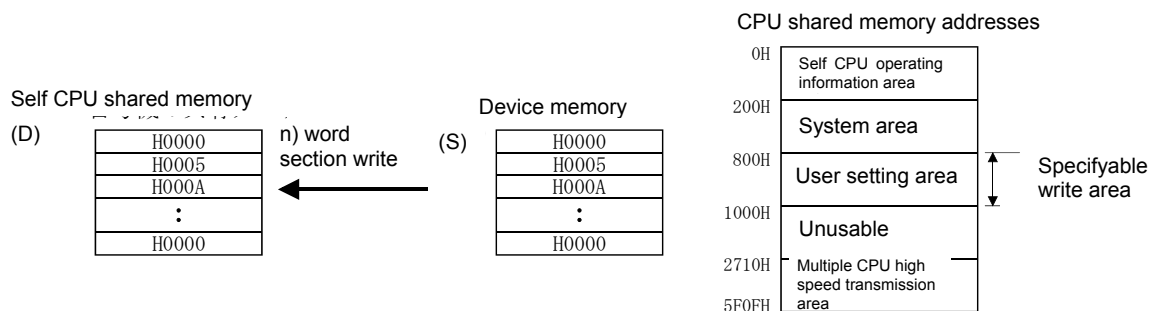 CPU shared memory addresses
0H
Self CPU operating
information area
200H
System area
800H
User setting area
Specifyable
write area
1000H
Unusable
2710H
Multiple CPU high
speed transmission
area
5F0FH
Self CPU shared memory
(D)
H0000
H0005
H000A
:
H0000
n) word
section write
Device memory
(S)
H0000
H0005
H000A
:
H0000